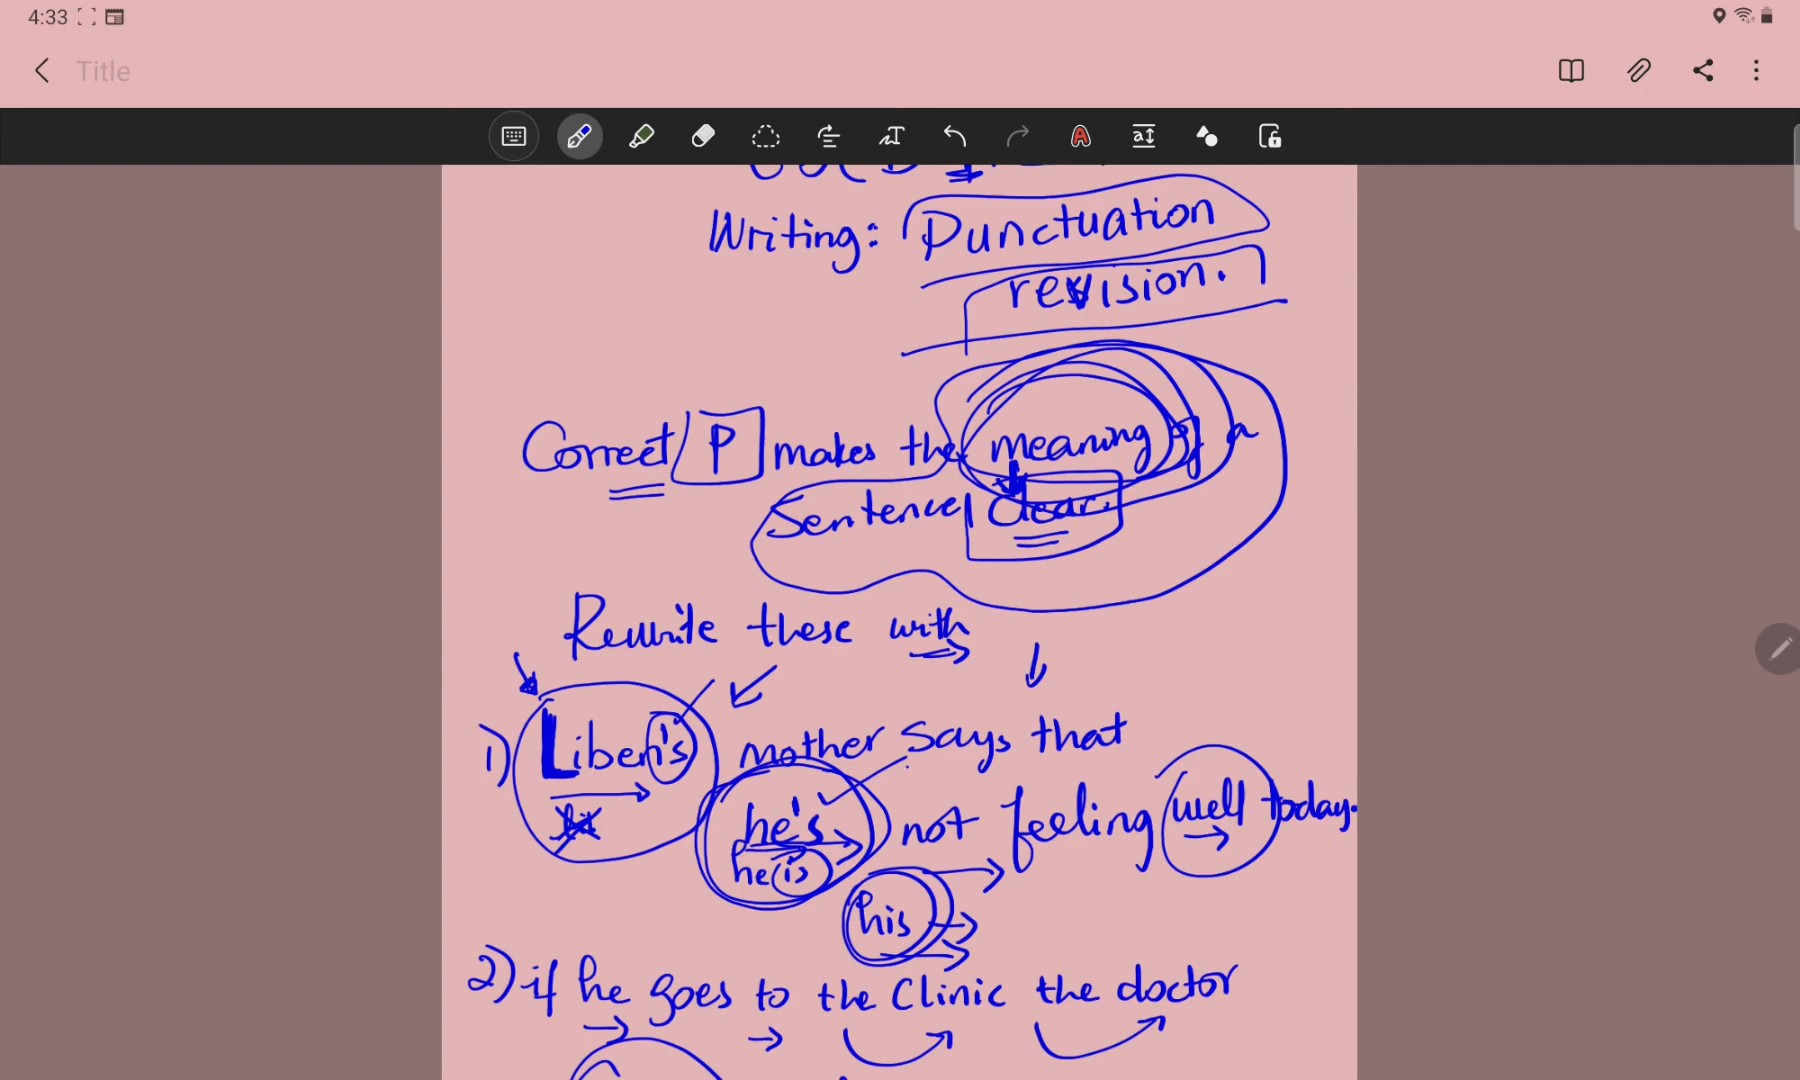 4:33
Title
Writing: Punctuation
revision.
Correct P makes the meaning of a
Sentence clear.
Rewrite these with
1) Liben's mother says that
he's not feeling well today.
he is
his
2) if he goes to the Clinic the doctor